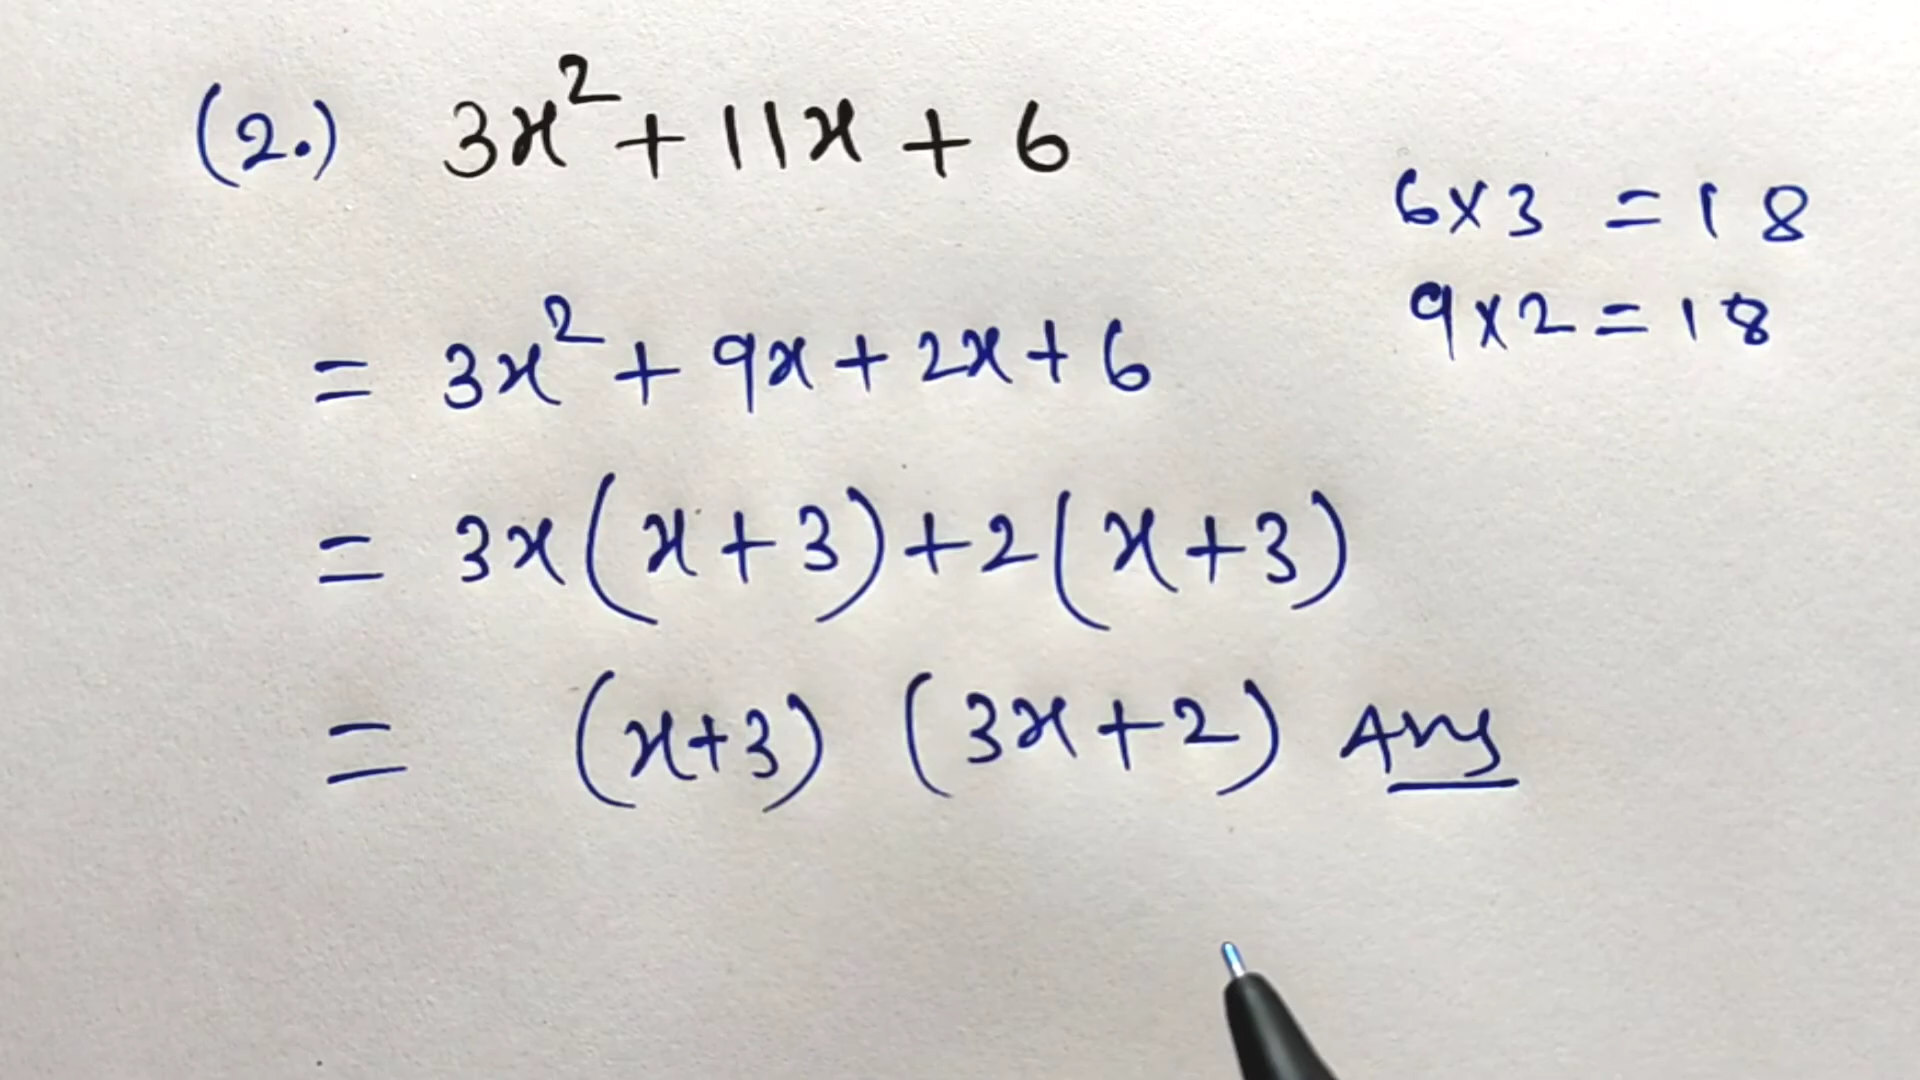 (2.) 3x² + 11x + 6
6×3 = 18
9×2 = 18
= 3x² + 9x + 2x + 6
= 3x(x+3)+2(x+3)
= (x+3) (3x+2) Ans